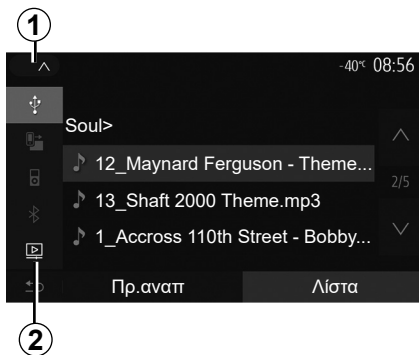 1
-40°C 08:56
Soul>
12_Maynard Ferguson - Theme...
2/5
13_Shaft 2000 Theme.mp3
1_Accross 110th Street - Bobby...
Πρ.αναπ Λίστα
2